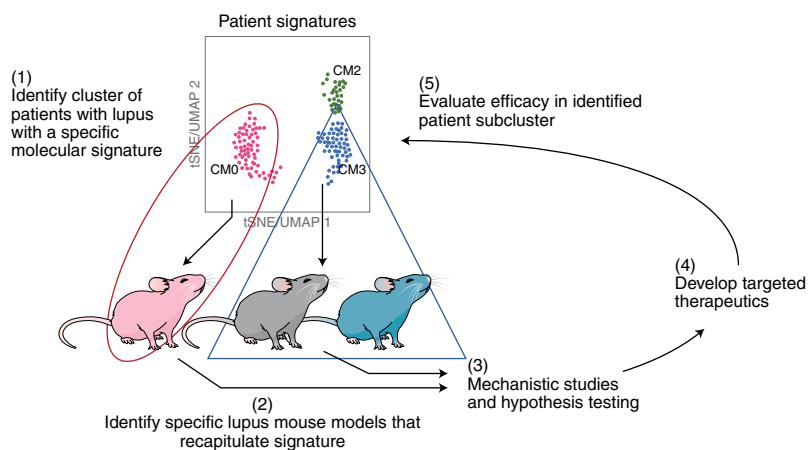 Patient signatures
(1)
Identify cluster of
patients with lupus
with a specific
molecular signature
tSNE/UMAP 2
CM2
CM0
CM3
tSNE/UMAP 1
(5)
Evaluate efficacy in identified
patient subcluster
(4)
Develop targeted
therapeutics
(3)
Mechanistic studies
and hypothesis testing
(2)
Identify specific lupus mouse models that
recapitulate signature